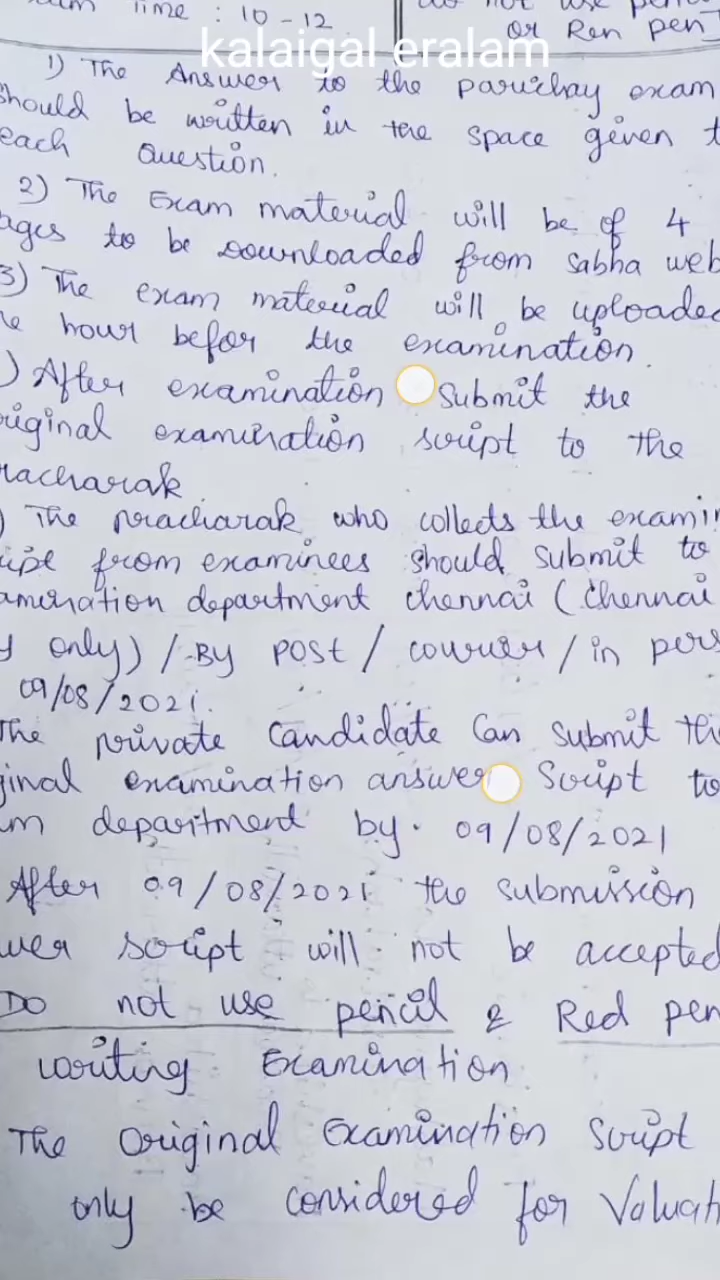 Time : 10-12
or Ren pen
kalaigal eralam
1) The Answer to the parichay exam
should be written in the space given t
each Question.
2) The Exam material will be of 4
ages to be Downloaded from Sabha web
3) The exam material will be uploaded
hour befor the examination.
) After examination Submit the
riginal examination script to the
racharak
) The pracharak who collects the examin
ipt from examinees should submit to
amination department chennai ( Chennai
y only) / By POST / courier / in pers
09/08/2021.
The private Candidate Can Submit thi
ginal examination answer Script to
m department by. 09/08/2021
After 09/08/2021 the submission
wer script will not be accepted
Do not use pencil & Red pen
writing Examination
The Original Examination Script
only be considered for Valuati